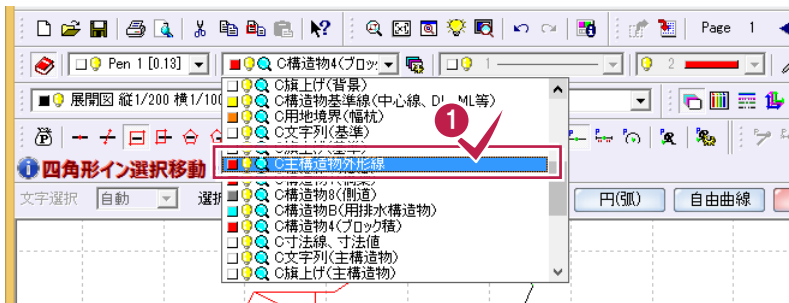 Page 1
Pen 1 [0.13]
C構造物4(ブロッ
1
2
C旗上げ(背景)
展開図 縦1/200 横1/100
C構造物基準線(中心線、DL、ML等)
C用地境界(幅杭)
C文字列(基準)
1
四角形イン選択移動
C主構造物外形線
文字選択
自動
選択
C構造物8(側道)
C構造物B(用排水構造物)
C構造物4(ブロック積)
C寸法線、寸法値
C文字列(主構造物)
C旗上げ(主構造物)
円(弧)
自由曲線